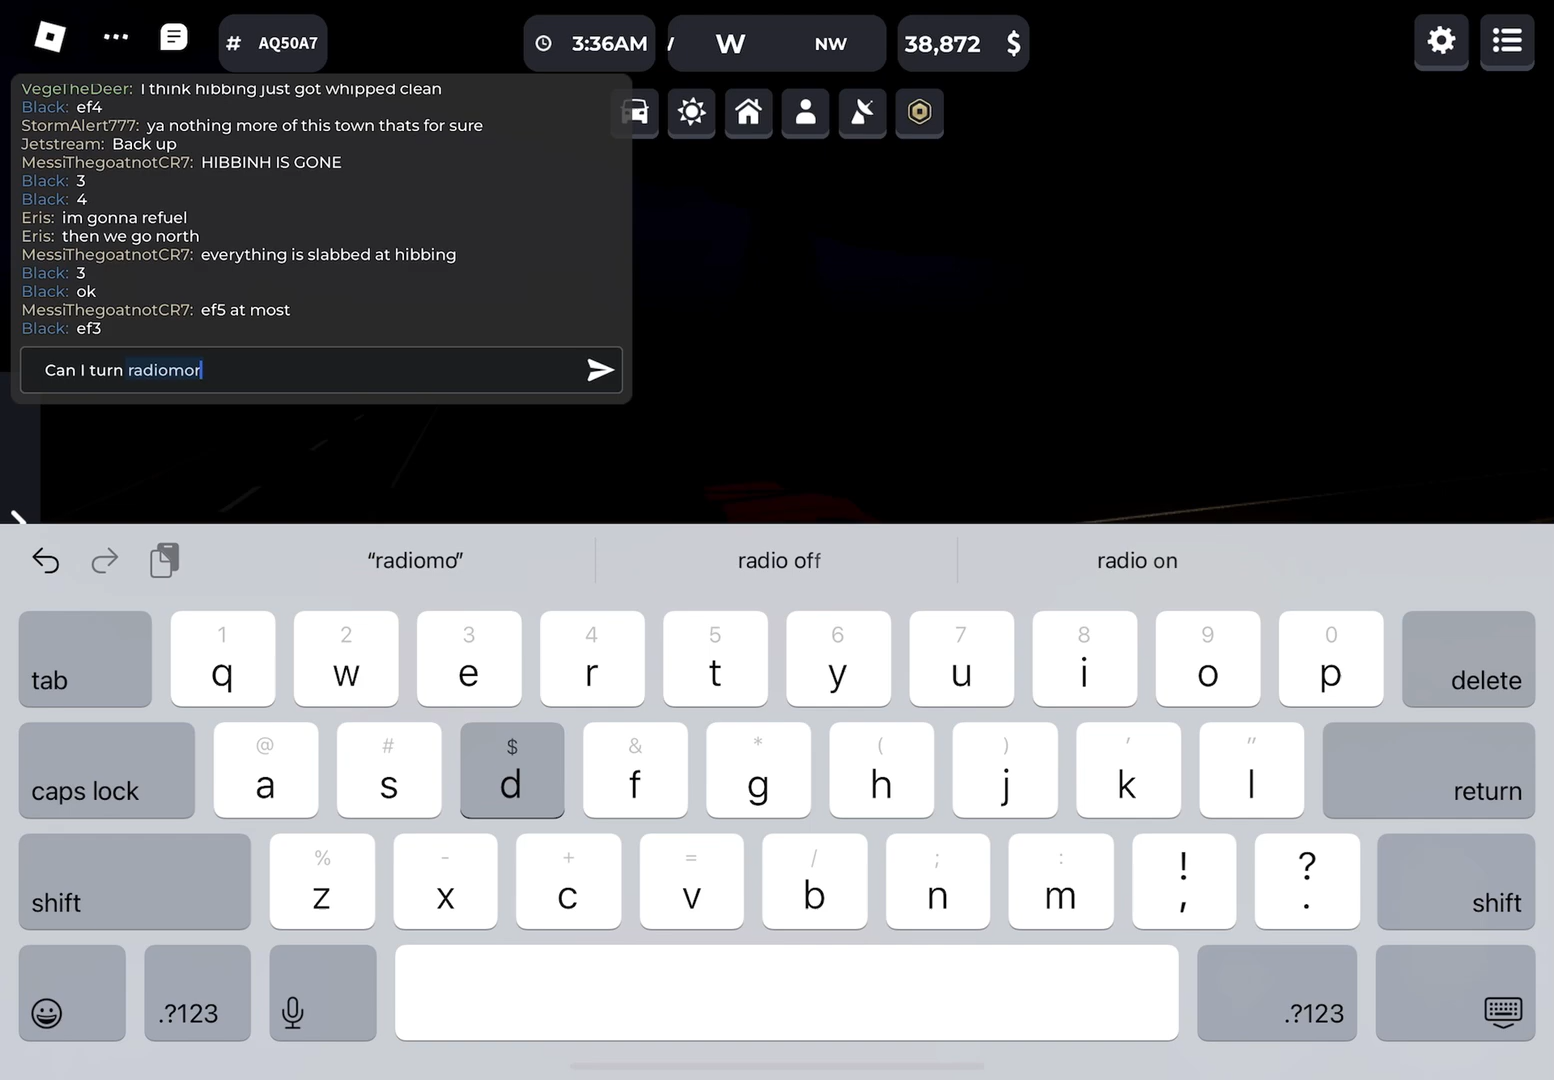 # AQ50A7
3:36AM
W NW
38,872 $
VegeTheDeer: I think hibbing just got whipped clean
Black: ef4
StormAlert777: ya nothing more of this town thats for sure
Jetstream: Back up
MessiThegoatnotCR7: HIBBINH IS GONE
Black: 3
Black: 4
Eris: im gonna refuel
Eris: then we go north
MessiThegoatnotCR7: everything is slabbed at hibbing
Black: 3
Black: ok
MessiThegoatnotCR7: ef5 at most
Black: ef3
Can I turn radiomor
“radiomo” radio off radio on
1 2 3 4 5 6 7 8 9 0
tab q w e r t y u i o p delete
@ # $ & * ( ) ' "
caps lock a s d f g h j k l return
% - + = / ; : ! ?
shift z x c v b n m , . shift
.?123 .?123